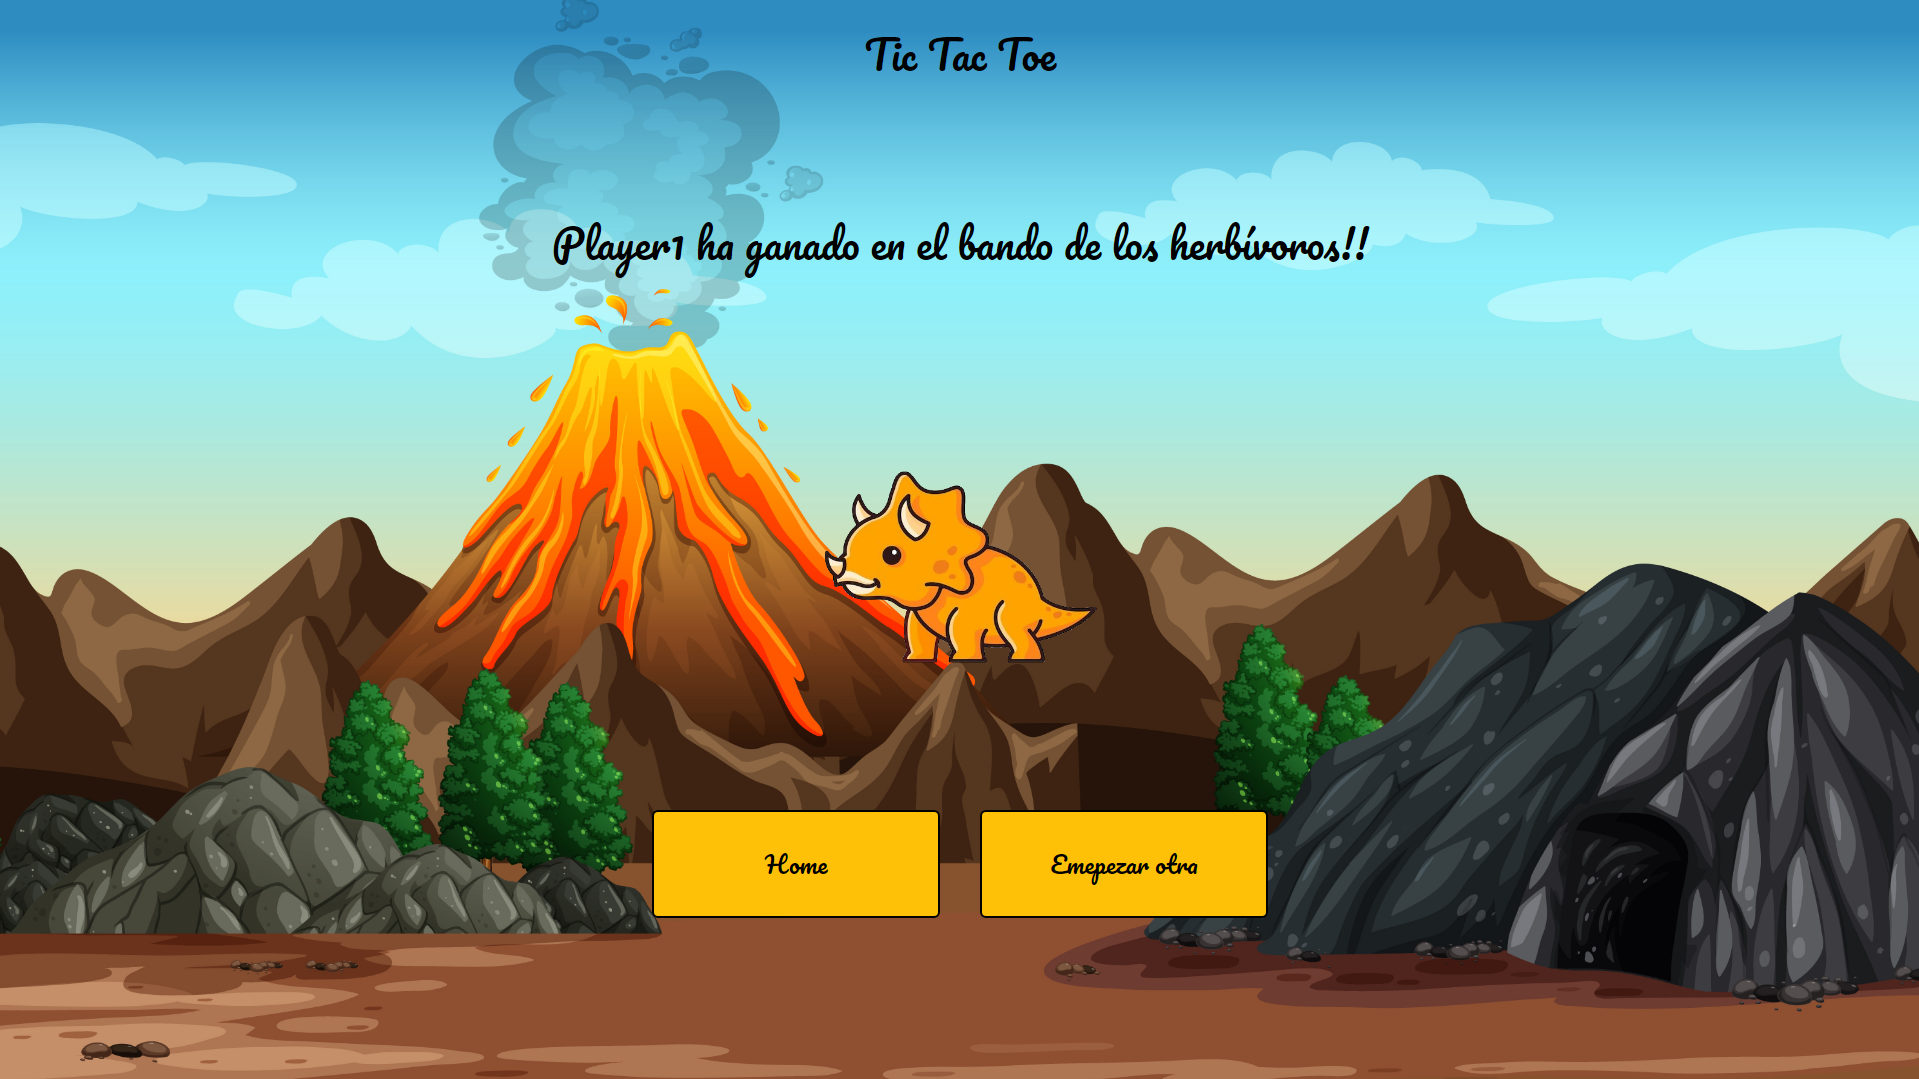 Tic Tac Toe
Player1 ha ganado en el bando de los herbívoros!!
Home
Emepezar otra